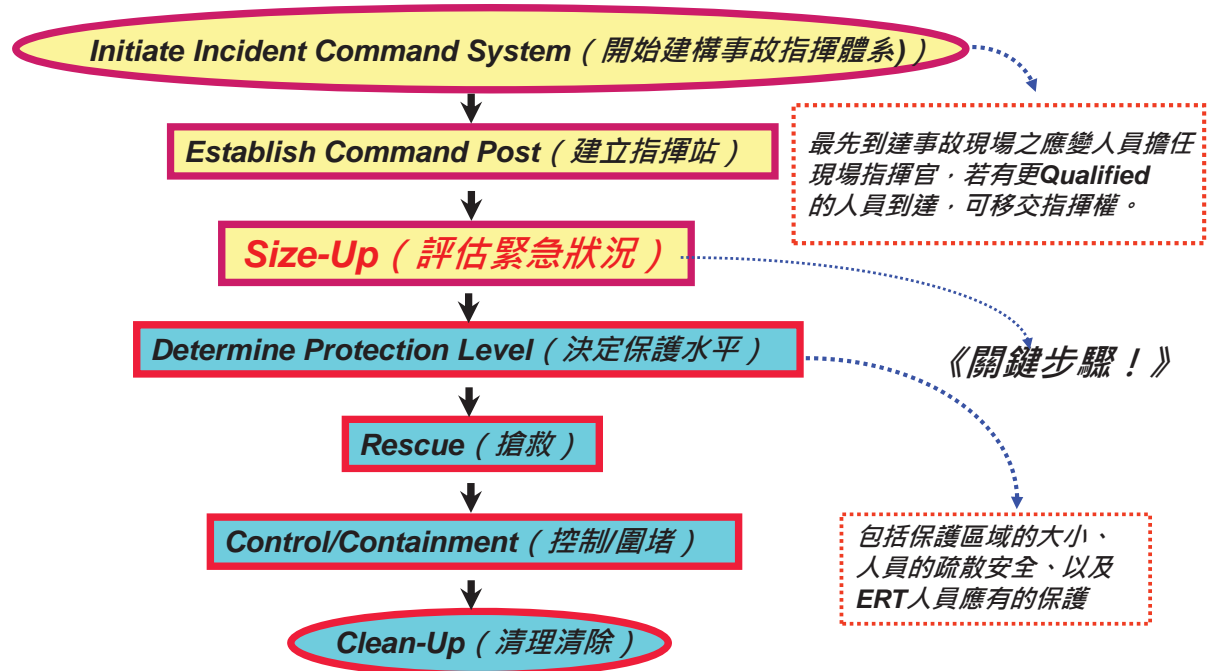 Initiate Incident Command System（開始建構事故指揮體系)）
Establish Command Post（建立指揮站）
最先到達事故現場之應變人員擔任
現場指揮官，若有更Qualified
的人員到達，可移交指揮權。
Size-Up（評估緊急狀況）
Determine Protection Level（決定保護水平）
《關鍵步驟！》
Rescue（搶救）
Control/Containment（控制/圍堵）
包括保護區域的大小、
人員的疏散安全、以及
ERT人員應有的保護
Clean-Up（清理清除）